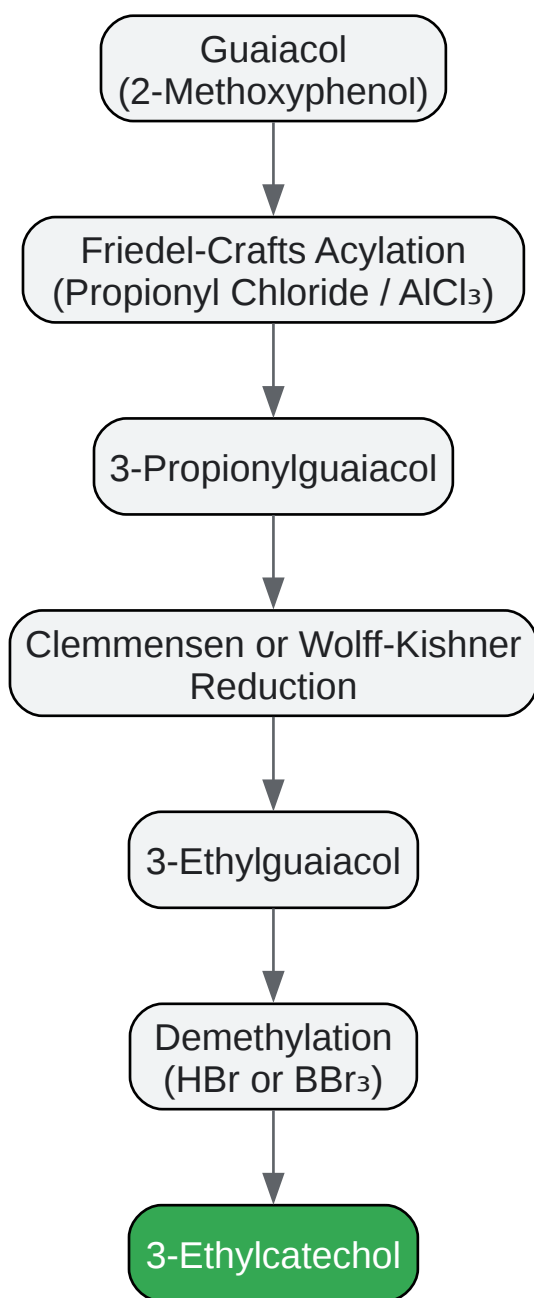 Guaiacol
(2-Methoxyphenol)
Friedel-Crafts Acylation
(Propionyl Chloride / AlCl₃)
3-Propionylguaiacol
Clemmensen or Wolff-Kishner
Reduction
3-Ethylguaiacol
Demethylation
(HBr or BBr₃)
3-Ethylcatechol